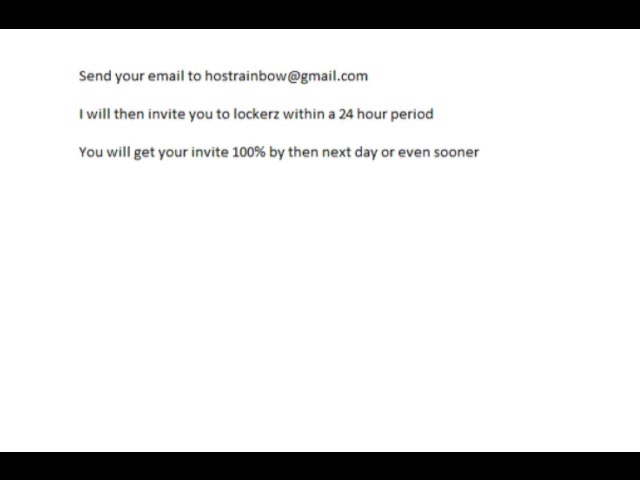 Send your email to hostrainbow@gmail.com
I will then invite you to lockerz within a 24 hour period
You will get your invite 100% by then next day or even sooner